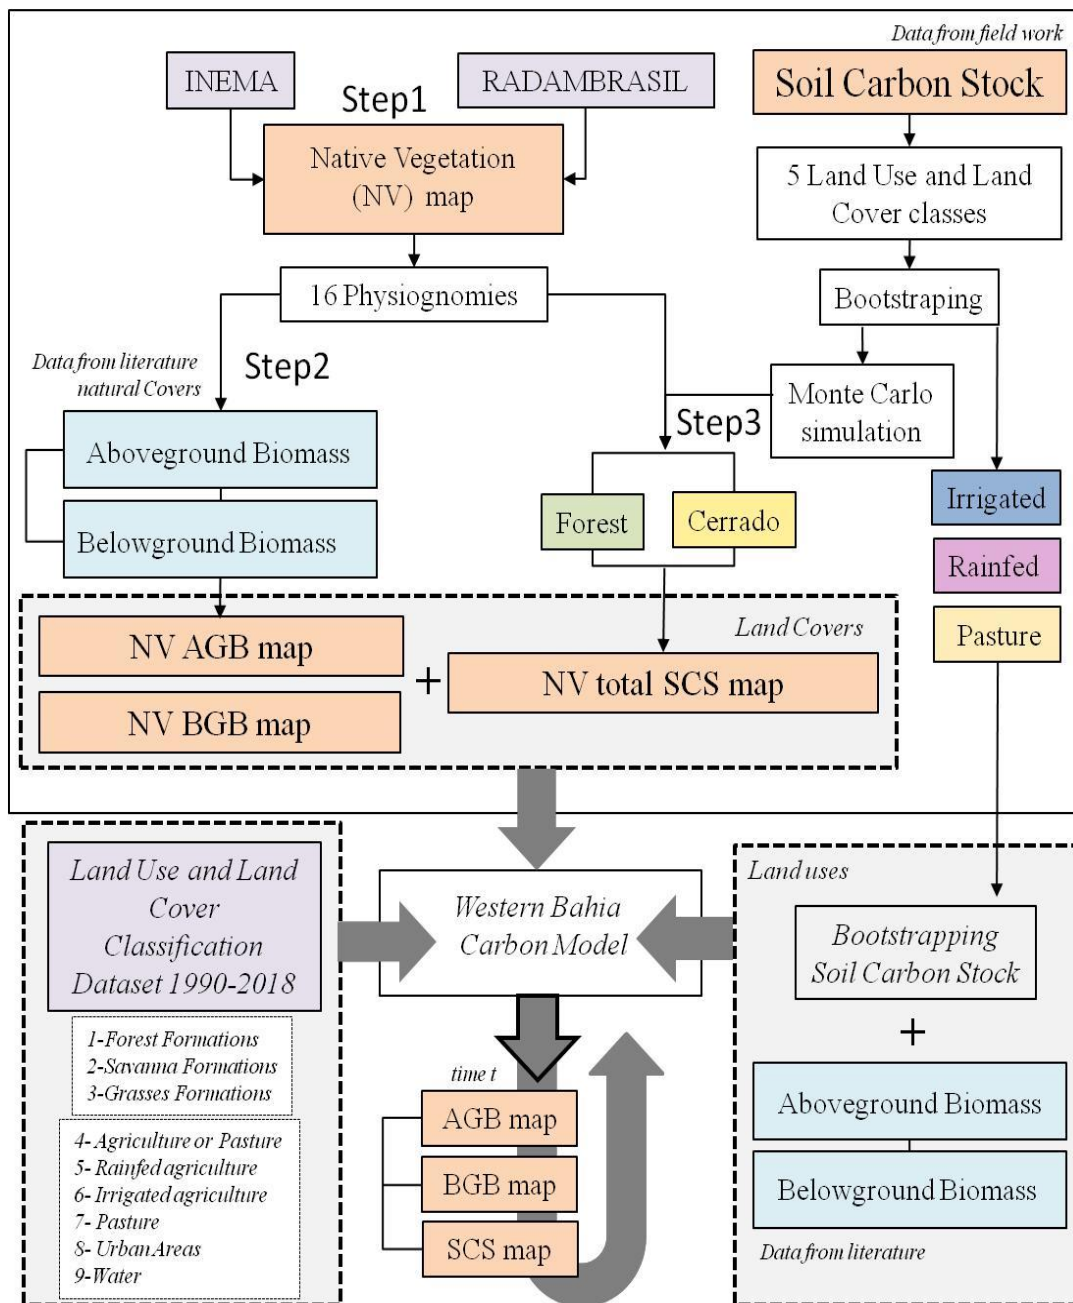 Data from field work
INEMA
RADAMBRASIL
Soil Carbon Stock
Step1
Native Vegetation
(NV) map
5 Land Use and Land
Cover classes
16 Physiognomies
Bootstraping
Data from literature
natural Covers
Step2
Monte Carlo
simulation
Step3
Aboveground Biomass
Belowground Biomass
Forest
Cerrado
Irrigated
Rainfed
Pasture
Land Covers
NV AGB map
NV BGB map
+
NV total SCS map
Land Use and Land
Cover
Classification
Dataset 1990-2018
1-Forest Formations
2-Savanna Formations
3-Grasses Formations
4- Agriculture or Pasture
5- Rainfed agriculture
6- Irrigated agriculture
7- Pasture
8- Urban Areas
9-Water
Western Bahia
Carbon Model
time t
AGB map
BGB map
SCS map
Land uses
Bootstrapping
Soil Carbon Stock
+
Aboveground Biomass
Belowground Biomass
Data from literature